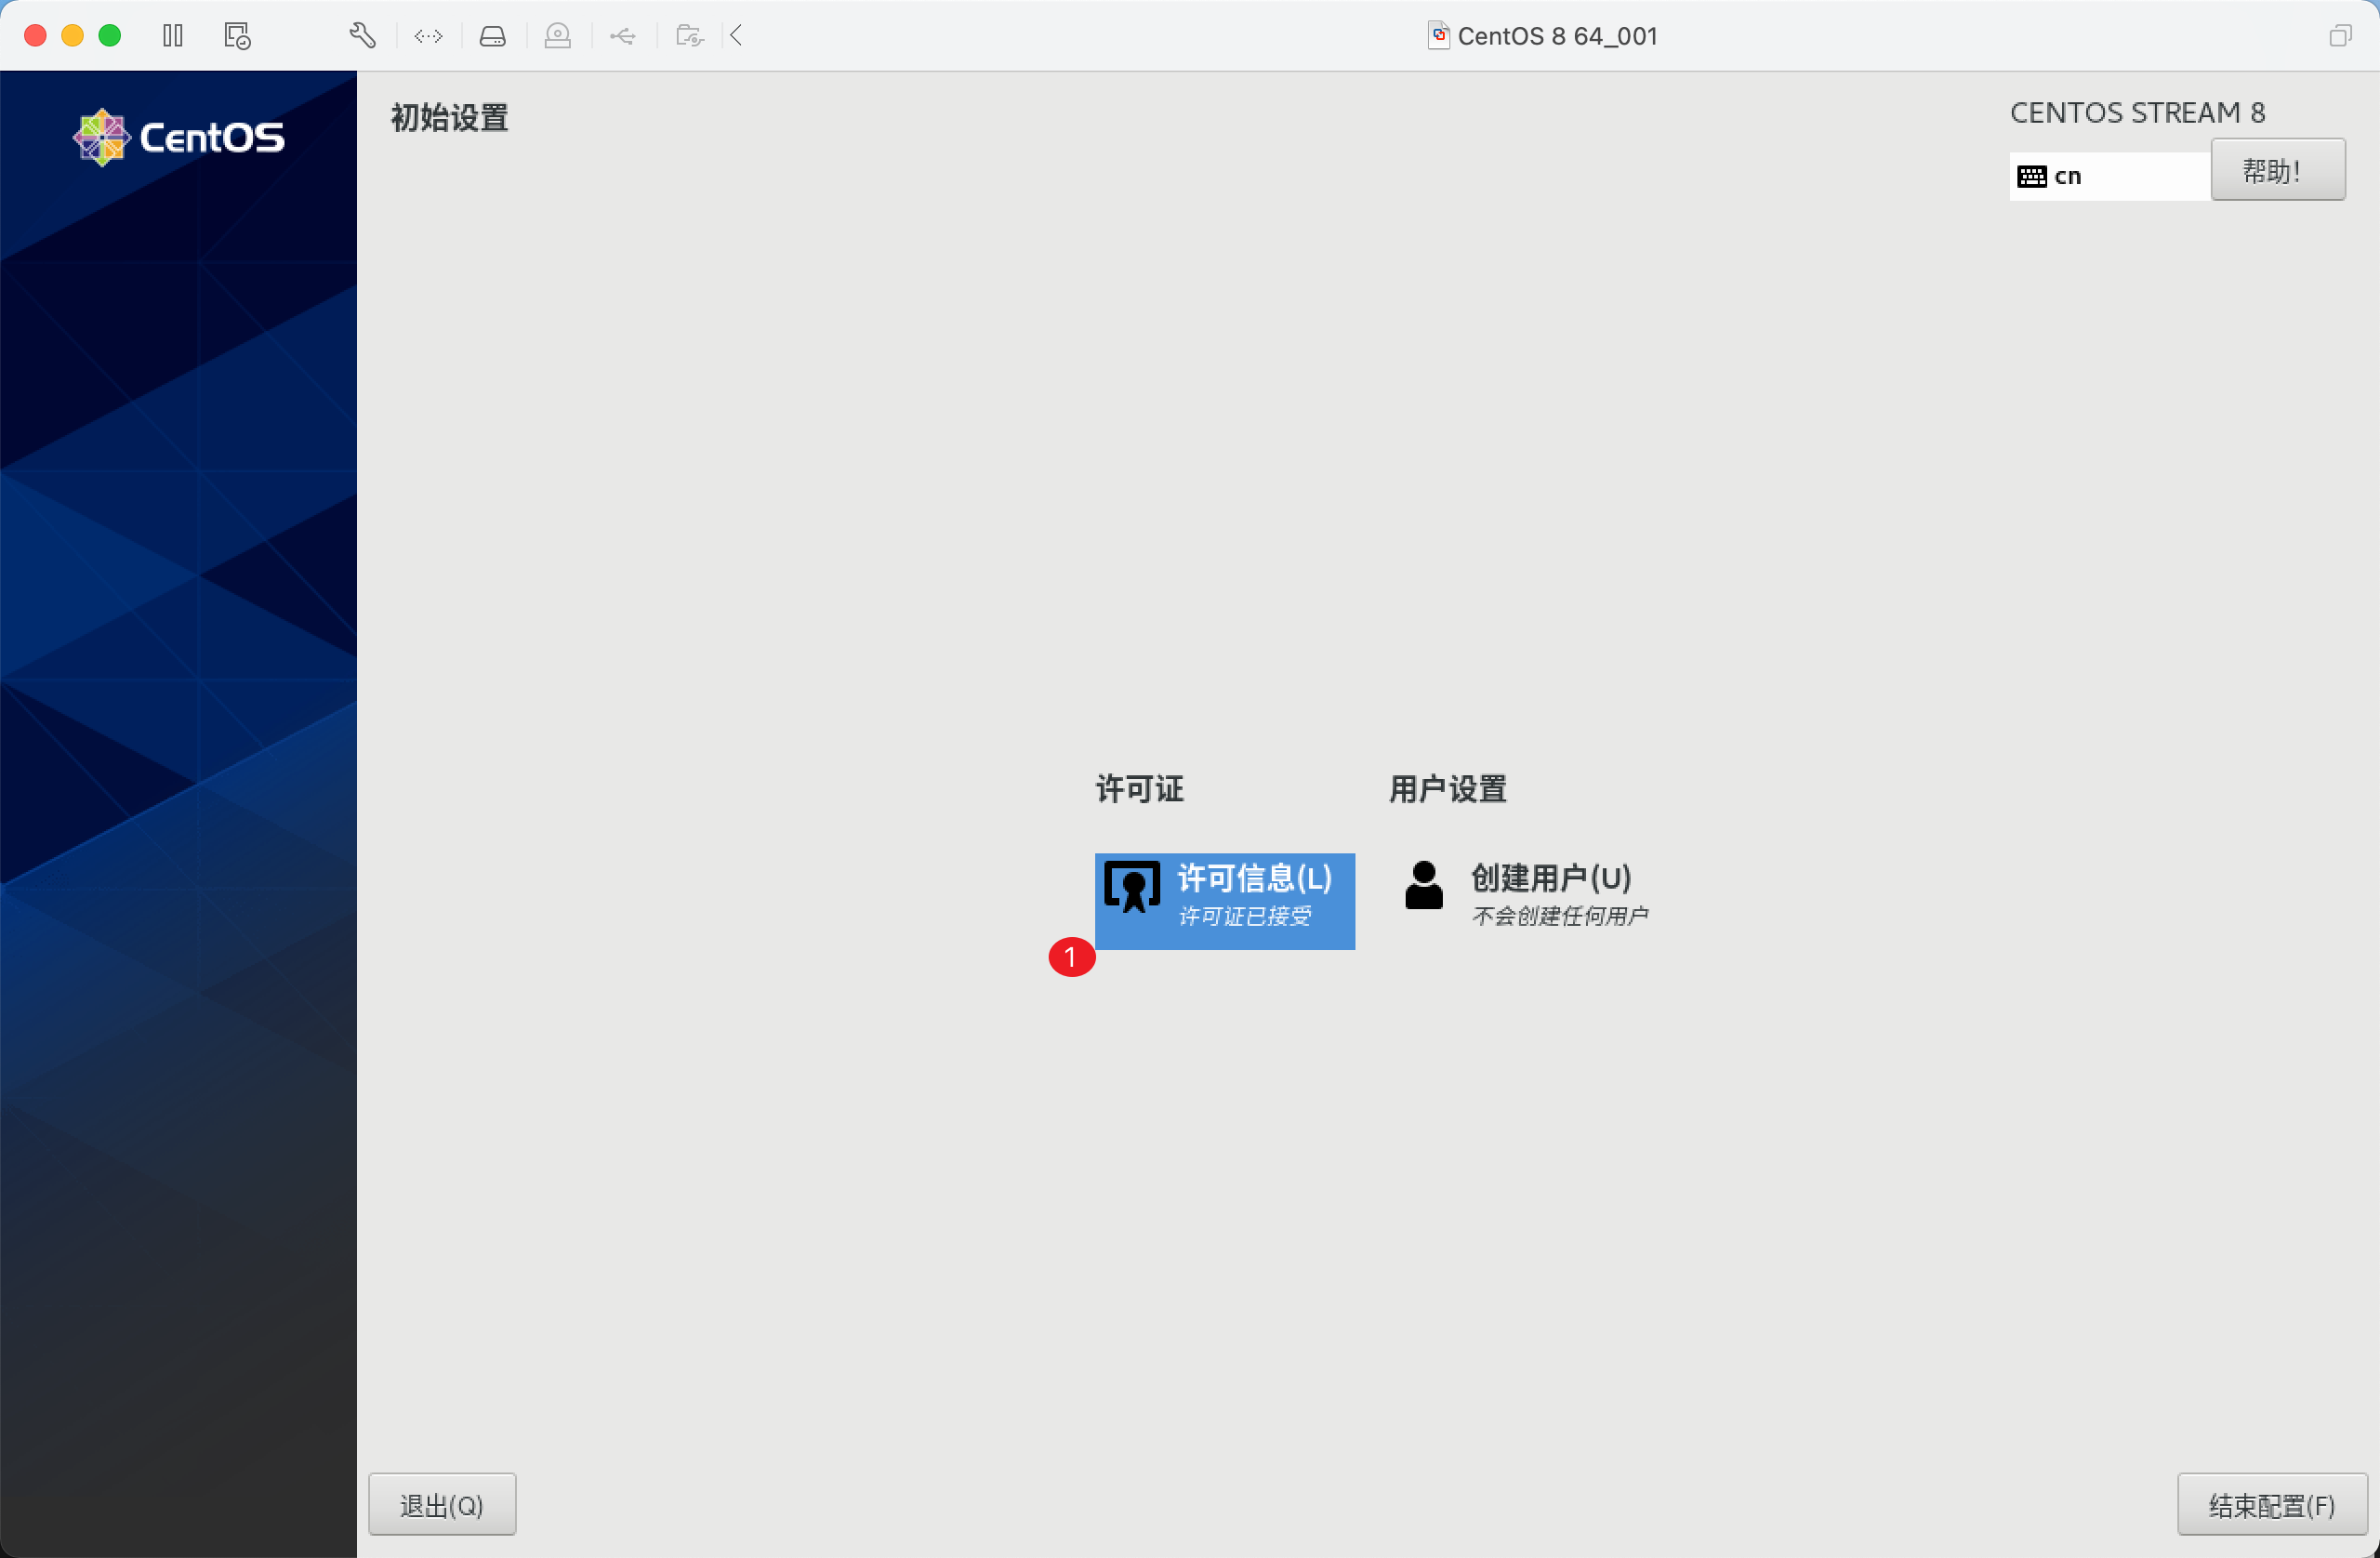 CentOS 8 64_001
CentOS
初始设置
CENTOS STREAM 8
cn
帮助!
许可证
用户设置
许可信息(L)
许可证已接受
创建用户(U)
不会创建任何用户
1
退出(Q)
结束配置(F)